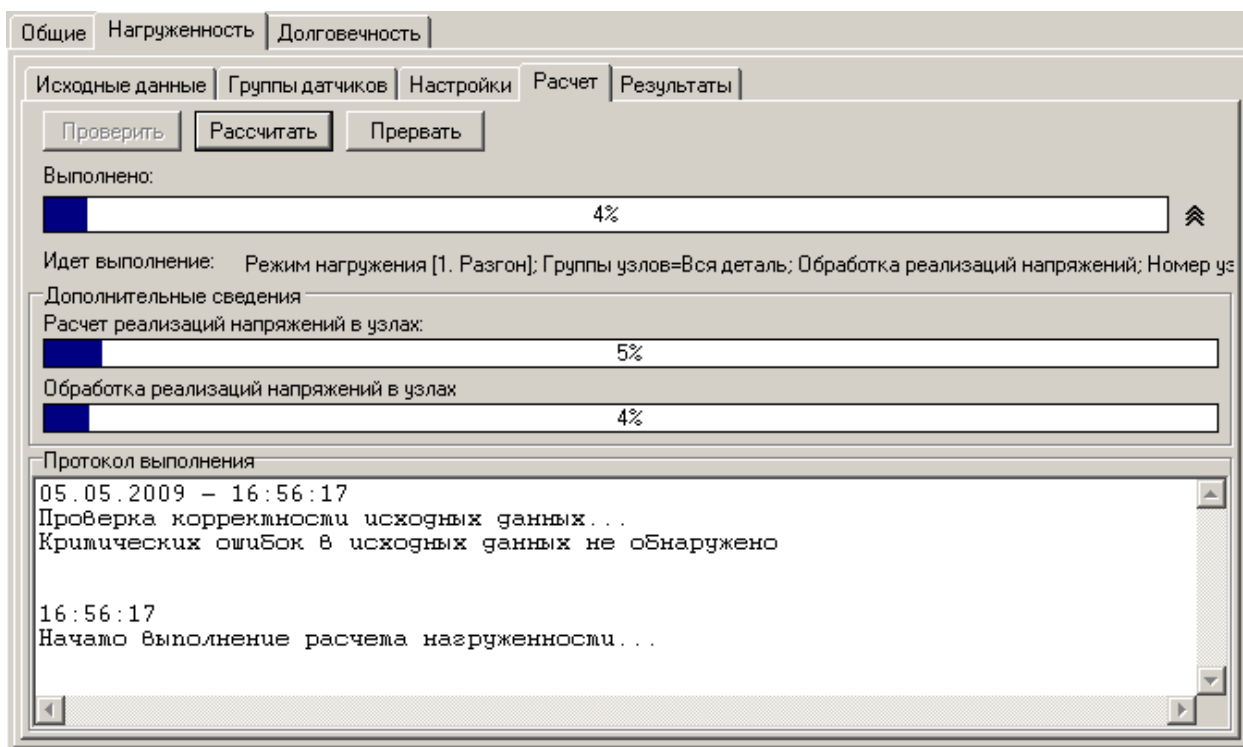 Общие Нагруженность Долговечность
Исходные данные Группы датчиков Настройки Расчет Результаты
Проверить Рассчитать Прервать
Выполнено:
4%
Идет выполнение: Режим нагружения [1. Разгон]; Группы узлов=Вся деталь; Обработка реализаций напряжений; Номер уз
Дополнительные сведения
Расчет реализаций напряжений в узлах:
5%
Обработка реализаций напряжений в узлах
4%
Протокол выполнения
05.05.2009 – 16:56:17
Проверка корректности исходных данных...
Критических ошибок в исходных данных не обнаружено
16:56:17
Начато выполнение расчета нагруженности...